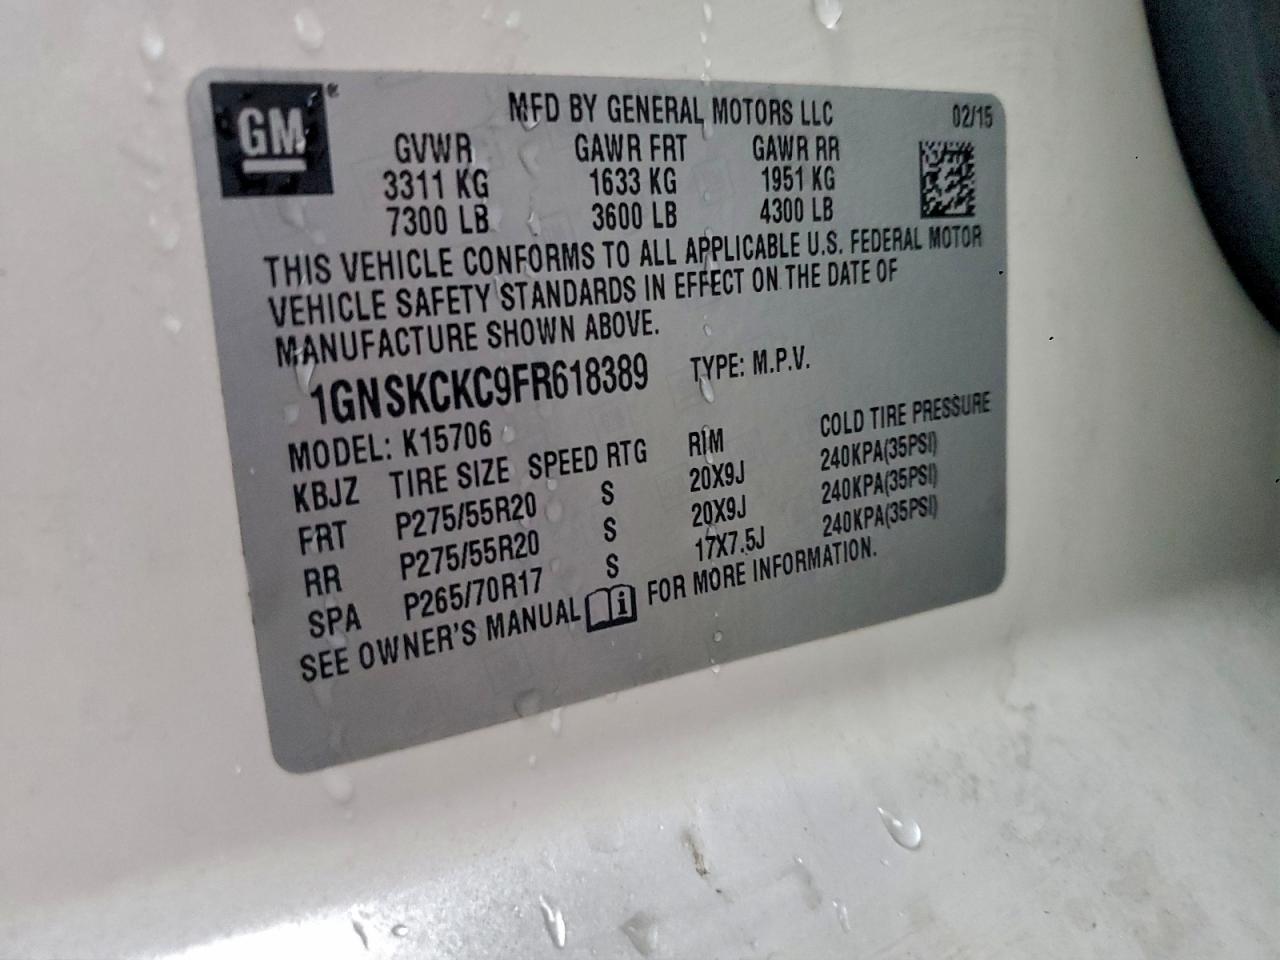 GM®
MFD BY GENERAL MOTORS LLC 02/15
GVWR GAWR FRT GAWR RR
3311 KG 1633 KG 1951 KG
7300 LB 3600 LB 4300 LB
THIS VEHICLE CONFORMS TO ALL APPLICABLE U.S. FEDERAL MOTOR
VEHICLE SAFETY STANDARDS IN EFFECT ON THE DATE OF
MANUFACTURE SHOWN ABOVE.
1GNSKCKC9FR618389 TYPE: M.P.V.
MODEL: K15706
KBJZ TIRE SIZE SPEED RTG RIM COLD TIRE PRESSURE
FRT P275/55R20 S 20X9J 240KPA(35PSI)
RR P275/55R20 S 20X9J 240KPA(35PSI)
SPA P265/70R17 S 17X7.5J 240KPA(35PSI)
SEE OWNER'S MANUAL FOR MORE INFORMATION.